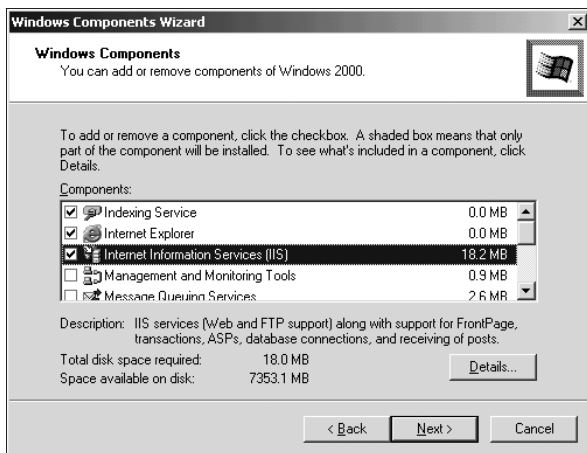 Windows Components Wizard
Windows Components
You can add or remove components of Windows 2000.
To add or remove a component, click the checkbox. A shaded box means that only
part of the component will be installed. To see what's included in a component, click
Details.
Components:
Indexing Service 0.0 MB
Internet Explorer 0.0 MB
Internet Information Services (IIS) 18.2 MB
Management and Monitoring Tools 0.9 MB
Message Queuing Services 2.6 MB
Description: IIS services (Web and FTP support) along with support for FrontPage,
transactions, ASPs, database connections, and receiving of posts.
Total disk space required: 18.0 MB
Space available on disk: 7353.1 MB
Details...
< Back Next > Cancel